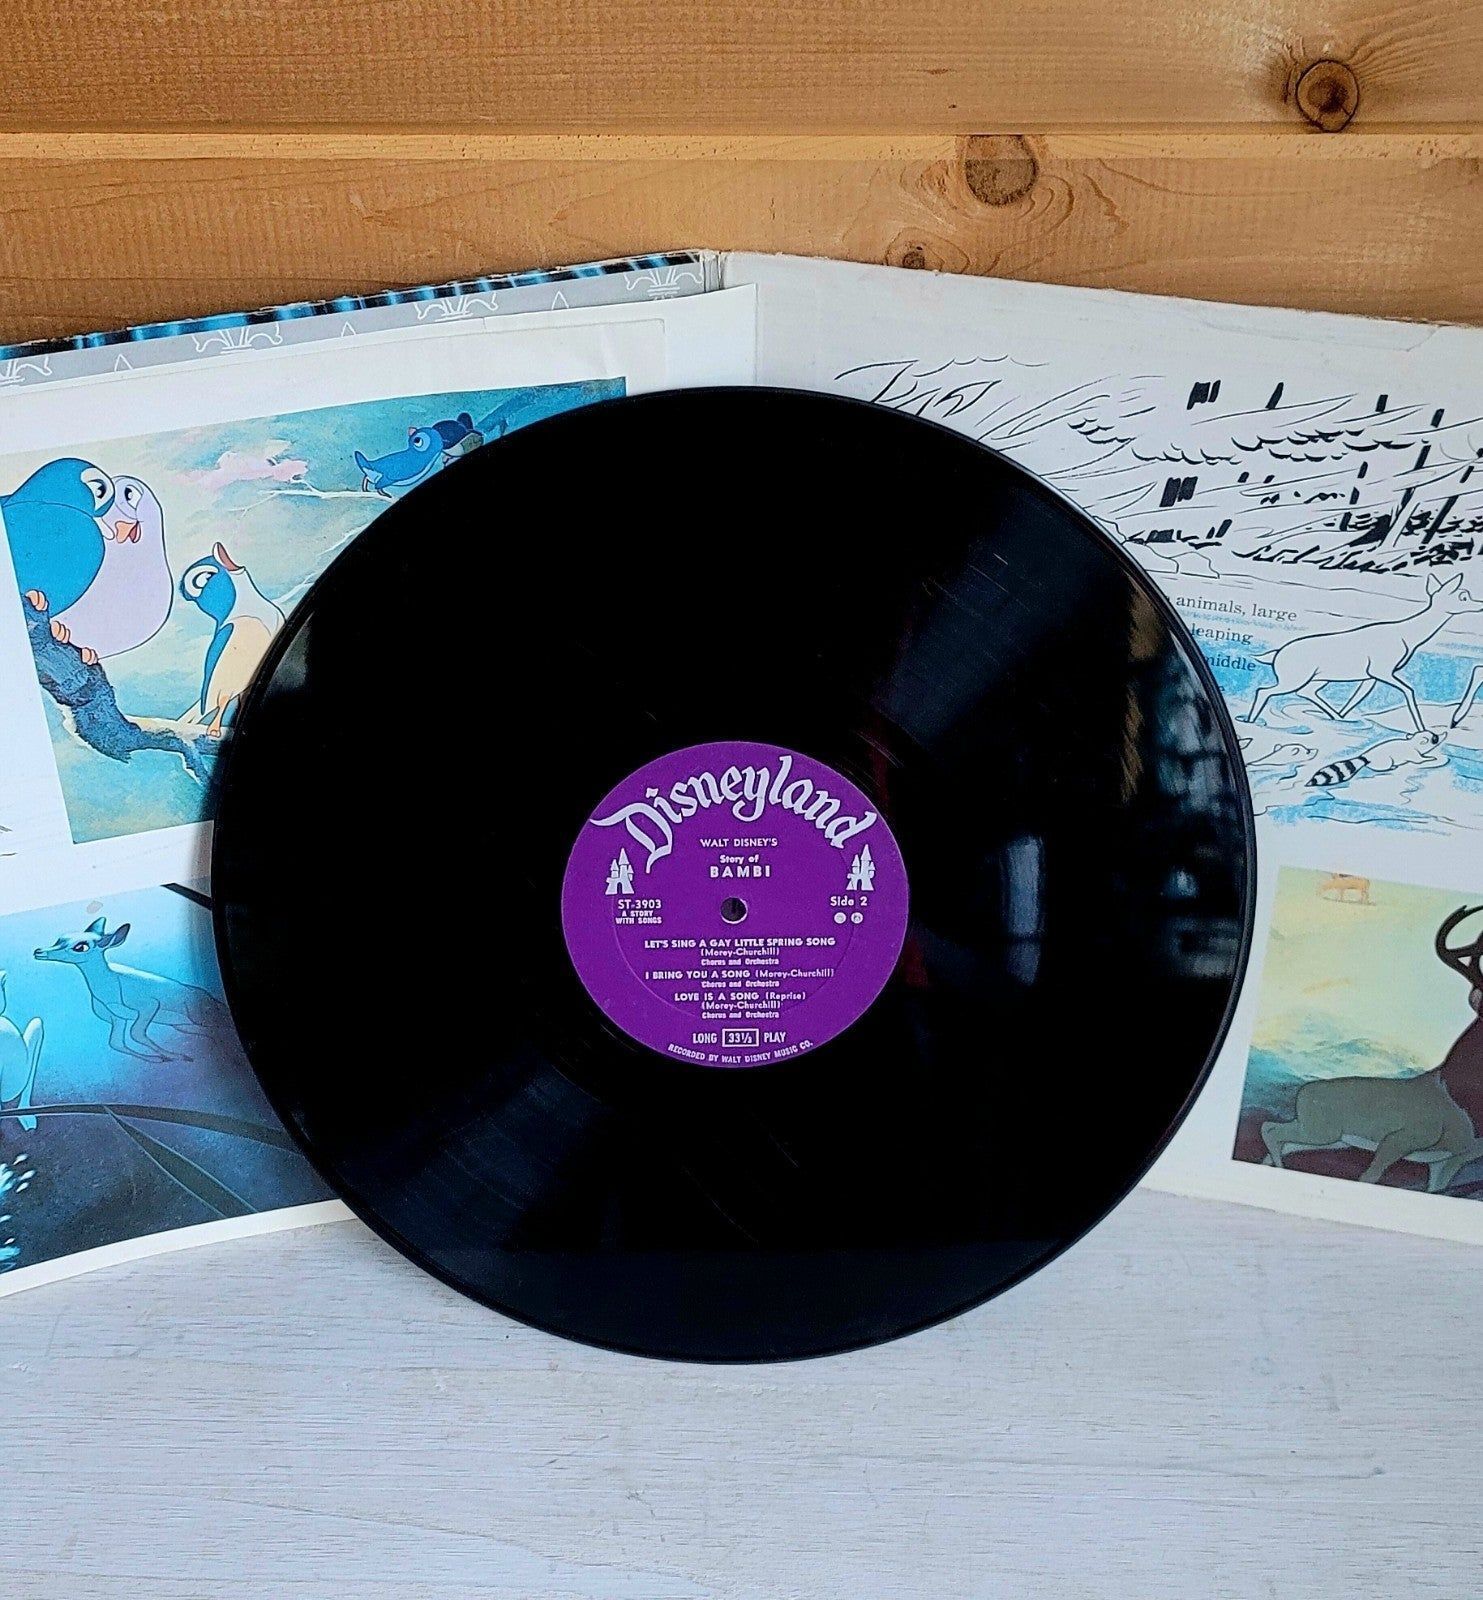 Disneyland
WALT DISNEY'S
Story of
BAMBI
ST-3903
A STORY
WITH SONGS
Side 2
LET'S SING A GAY LITTLE SPRING SONG
(Morey-Churchill)
Chorus and Orchestra
I BRING YOU A SONG (Morey-Churchill)
Chorus and Orchestra
LOVE IS A SONG (Reprise)
(Morey-Churchill)
Chorus and Orchestra
LONG 33⅓ PLAY
RECORDED BY WALT DISNEY MUSIC CO.
animals, large
leaping
middle